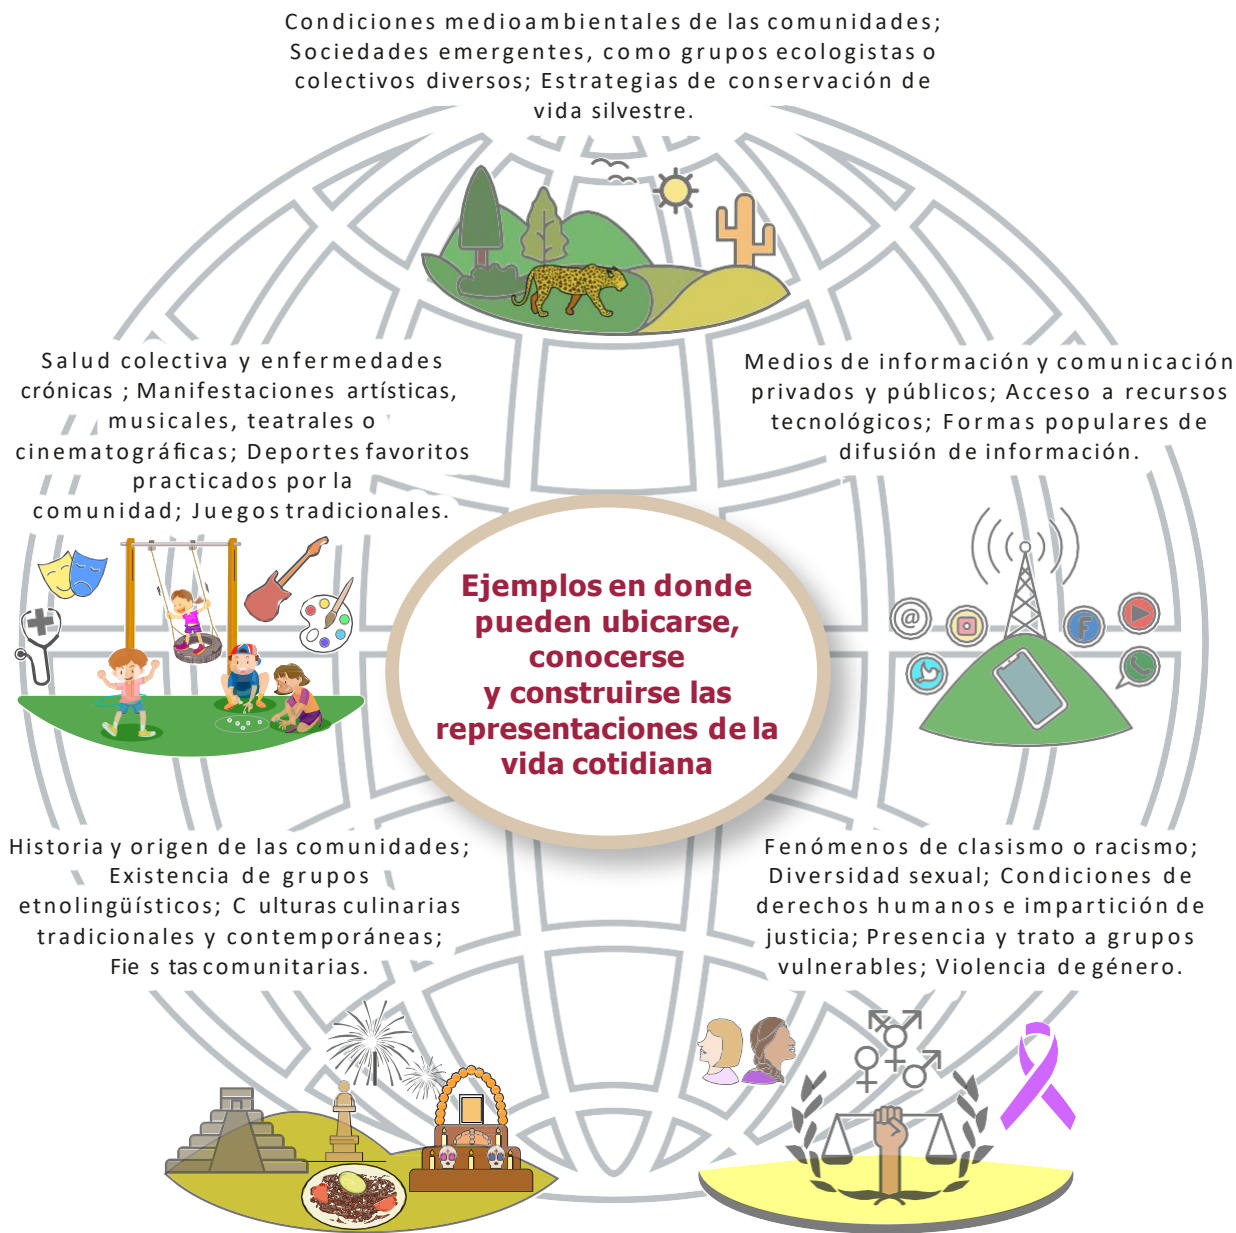 Condiciones medioambientales de las comunidades;
Sociedades emergentes, como grupos ecologistas o
colectivos diversos; Estrategias de conservación de
vida silvestre.
Salud colectiva y enfermedades
crónicas ; Manifestaciones artísticas,
musicales, teatrales o
cinematográficas; Deportes favoritos
practicados por la
comunidad; Juegos tradicionales.
Medios de información y comunicación
privados y públicos; Acceso a recursos
tecnológicos; Formas populares de
difusión de información.
@
f
Ejemplos en donde
pueden ubicarse,
conocerse
y construirse las
representaciones de la
vida cotidiana
Historia y origen de las comunidades;
Existencia de grupos
etnolingüísticos; C ulturas culinarias
tradicionales y contemporáneas;
Fie s tas comunitarias.
Fenómenos de clasismo o racismo;
Diversidad sexual; Condiciones de
derechos humanos e impartición de
justicia; Presencia y trato a grupos
vulnerables; Violencia de género.